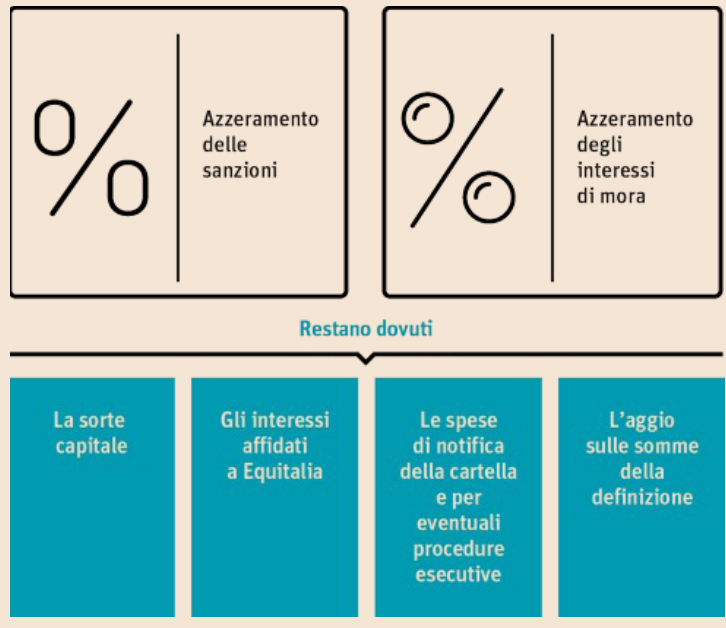 Azzeramento
delle
sanzioni
Azzeramento
degli
interessi
di mora
Restano dovuti
La sorte
capitale
Gli interessi
affidati
a Equitalia
Le spese
di notifica
della cartella
e per
eventuali
procedure
esecutive
L'aggio
sulle somme
della
definizione